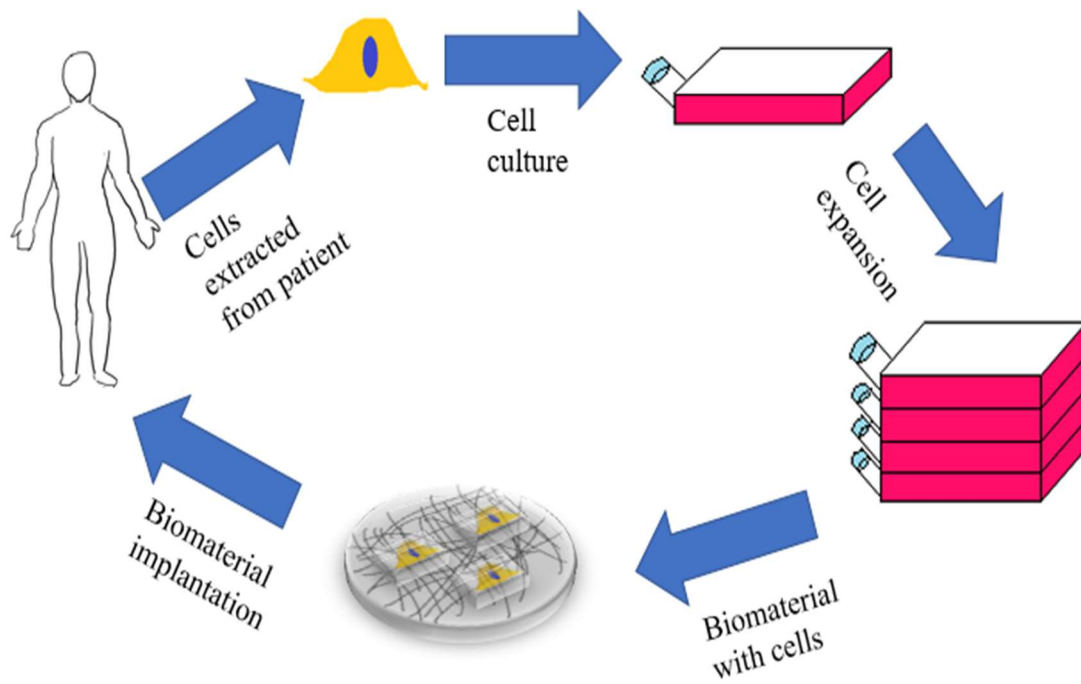 Cells
extracted
from patient
Cell
culture
Cell
expansion
Biomaterial
with cells
Biomaterial
implantation